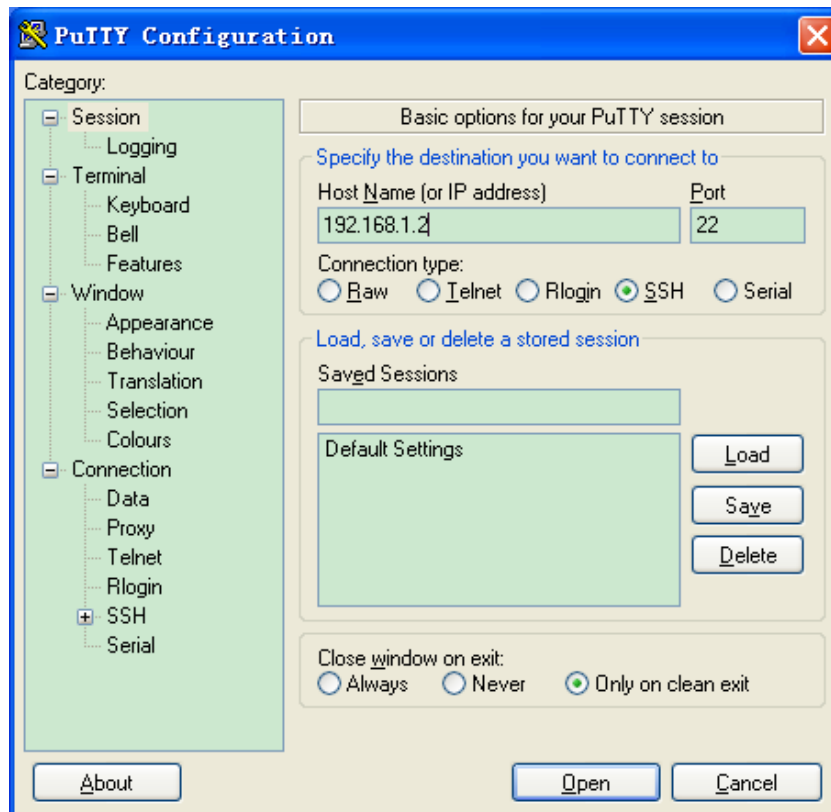 PuTTY Configuration
Category:
Session
Logging
Terminal
Keyboard
Bell
Features
Window
Appearance
Behaviour
Translation
Selection
Colours
Connection
Data
Proxy
Telnet
Rlogin
SSH
Serial
Basic options for your PuTTY session
Specify the destination you want to connect to
Host Name (or IP address) Port
192.168.1.2 22
Connection type:
Raw Telnet Rlogin SSH Serial
Load, save or delete a stored session
Saved Sessions
Default Settings
Load
Save
Delete
Close window on exit:
Always Never Only on clean exit
About Open Cancel